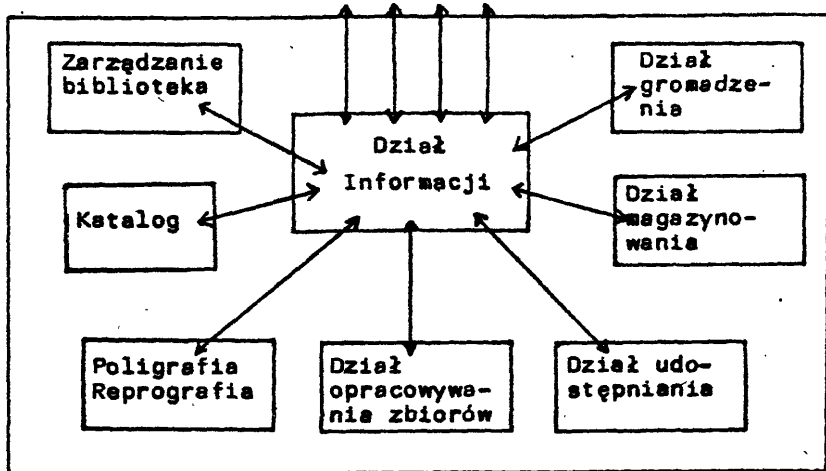 Zarządzanie
biblioteka
Dział
gromadze-
nia
Dział
Informacji
Katalog
Dział
magazyno-
wania
Poligrafia
Reprografia
Dział
opracowywa-
nia zbiorów
Dział udo-
stępniania